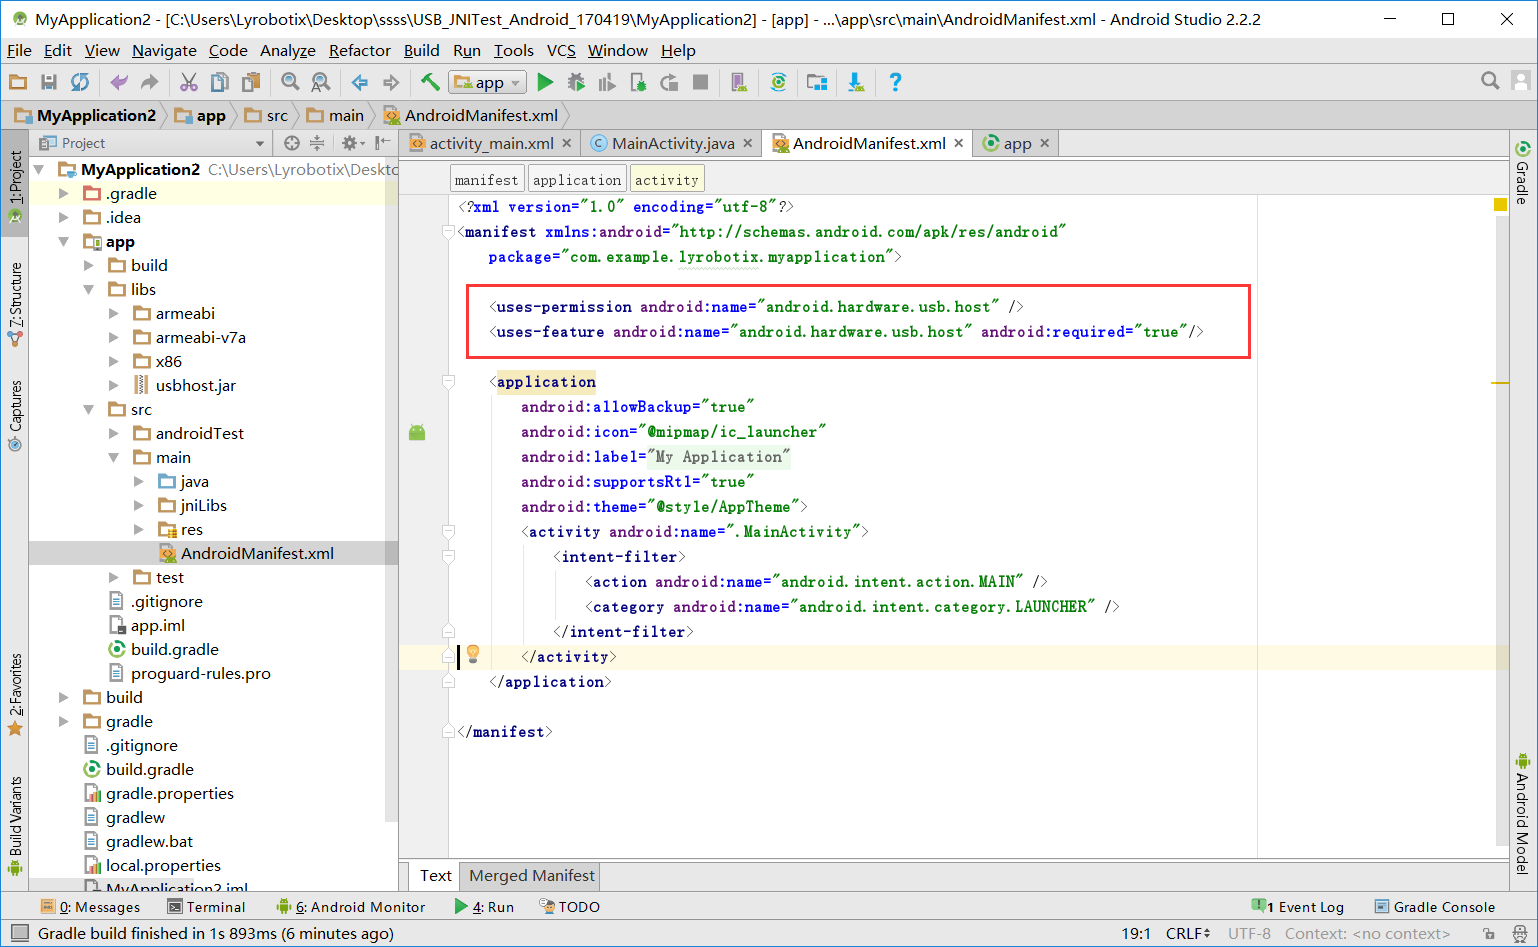 MyApplication2 - [C:\Users\Lyrobotix\Desktop\ssss\USB_JNITest_Android_170419\MyApplication2] - [app] - ...\app\src\main\AndroidManifest.xml - Android Studio 2.2.2
File Edit View Navigate Code Analyze Refactor Build Run Tools VCS Window Help
app
MyApplication2 app src main AndroidManifest.xml
Project
activity_main.xml MainActivity.java AndroidManifest.xml app
1: Project
7: Structure
Captures
2: Favorites
Build Variants
MyApplication2 C:\Users\Lyrobotix\Deskto
.gradle
.idea
app
build
libs
armeabi
armeabi-v7a
x86
usbhost.jar
src
androidTest
main
java
jniLibs
res
AndroidManifest.xml
test
.gitignore
app.iml
build.gradle
proguard-rules.pro
build
gradle
.gitignore
build.gradle
gradle.properties
gradlew
gradlew.bat
local.properties
MyApplication2.iml
manifest application activity
<?xml version="1.0" encoding="utf-8"?>
<manifest xmlns:android="http://schemas.android.com/apk/res/android"
package="com.example.lyrobotix.myapplication">
<uses-permission android:name="android.hardware.usb.host" />
<uses-feature android:name="android.hardware.usb.host" android:required="true"/>
<application
android:allowBackup="true"
android:icon="@mipmap/ic_launcher"
android:label="My Application"
android:supportsRtl="true"
android:theme="@style/AppTheme">
<activity android:name=".MainActivity">
<intent-filter>
<action android:name="android.intent.action.MAIN" />
<category android:name="android.intent.category.LAUNCHER" />
</intent-filter>
</activity>
</application>
</manifest>
Gradle
Android Model
Text Merged Manifest
0: Messages Terminal 6: Android Monitor 4: Run TODO 1 Event Log Gradle Console
Gradle build finished in 1s 893ms (6 minutes ago) 19:1 CRLF UTF-8 Context: <no context>